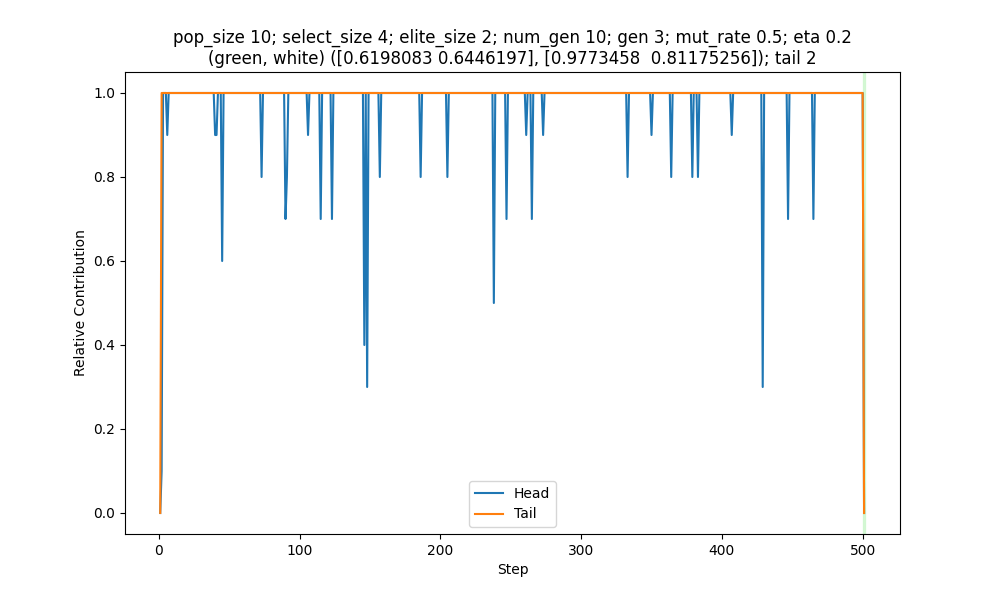 pop_size 10; select_size 4; elite_size 2; num_gen 10; gen 3; mut_rate 0.5; eta 0.2
(green, white) ([0.6198083 0.6446197], [0.9773458  0.81175256]); tail 2
1.0
0.8
0.6
0.4
0.2
0.0
Relative Contribution
Head
Tail
0
100
200
300
400
500
Step